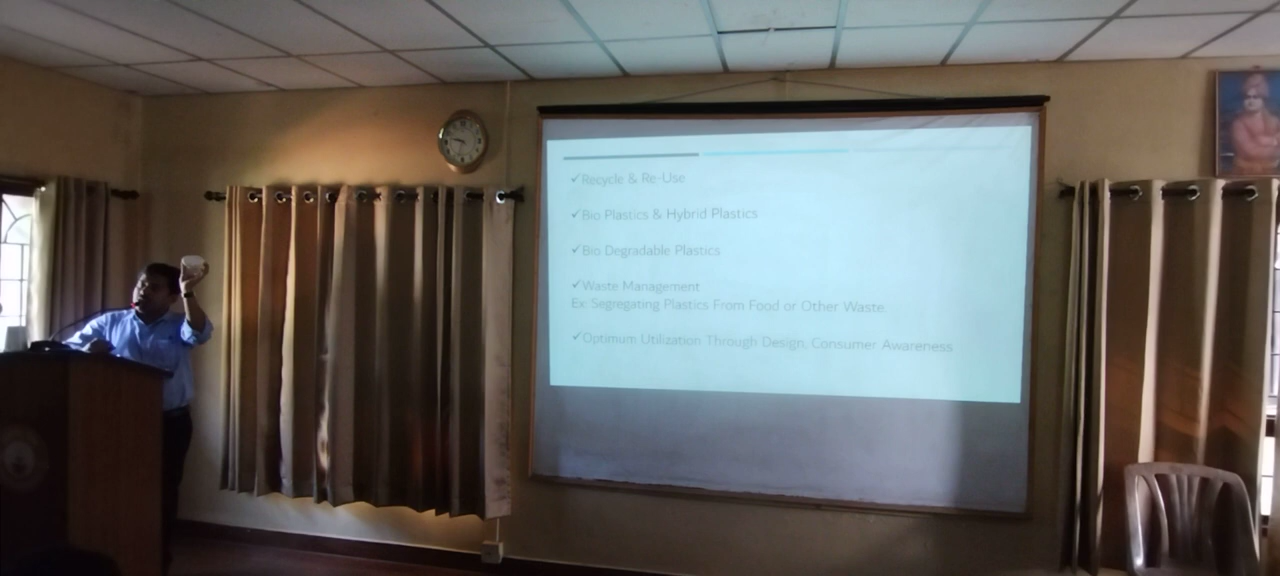 ✓Recycle & Re-Use
✓Bio Plastics & Hybrid Plastics
✓Bio Degradable Plastics
✓Waste Management
Ex: Segregating Plastics From Food or Other Waste.
✓Optimum Utilization Through Design, Consumer Awareness